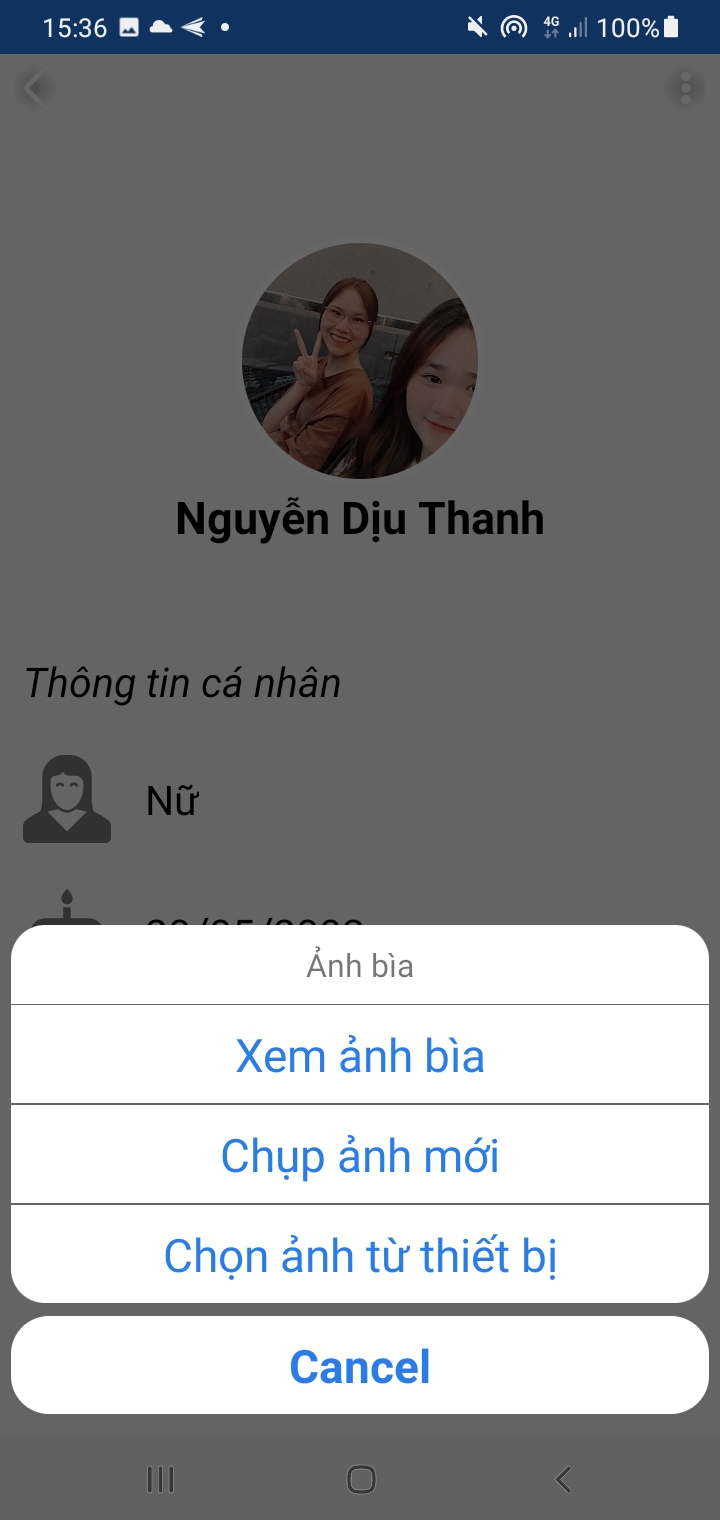 15:36 4G 100%
Nguyễn Dịu Thanh
Thông tin cá nhân
Nữ
Ảnh bìa
Xem ảnh bìa
Chụp ảnh mới
Chọn ảnh từ thiết bị
Cancel